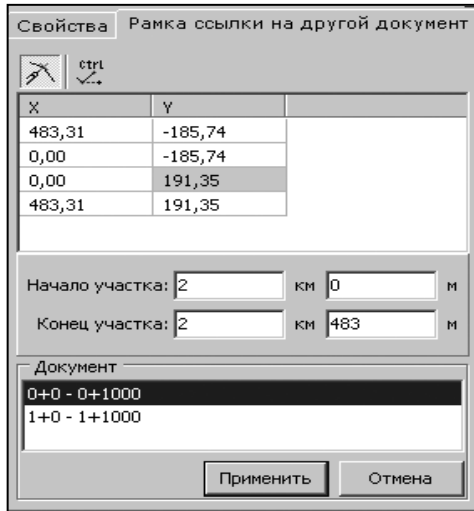 Свойства Рамка ссылки на другой документ
ctrl
X Y
483,31 -185,74
0,00 -185,74
0,00 191,35
483,31 191,35
Начало участка: 2 км 0 м
Конец участка: 2 км 483 м
Документ
0+0 - 0+1000
1+0 - 1+1000
Применить Отмена